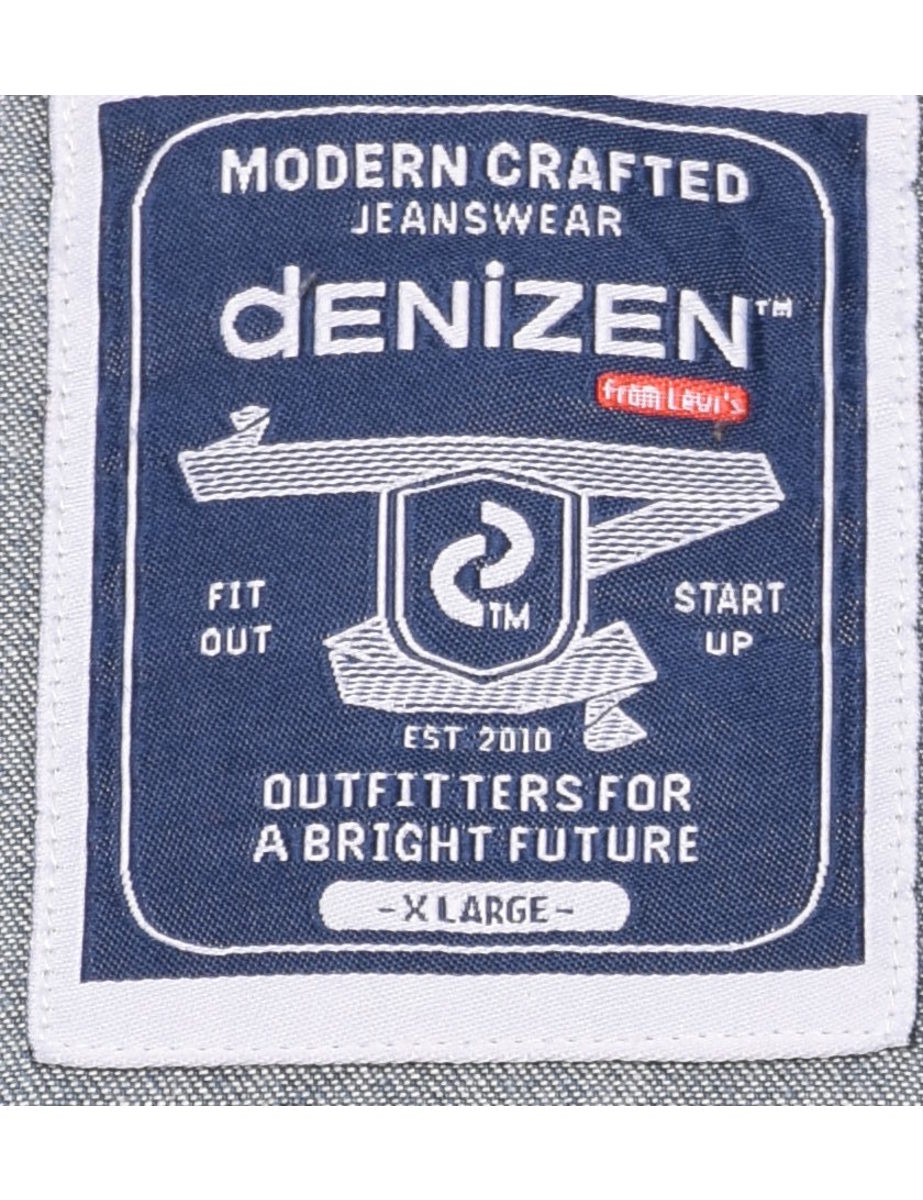 MODERN CRAFTED
JEANSWEAR
dENiZEN™
from Levi's
FIT
OUT
START
UP
TM
EST 2010
OUTFITTERS FOR
A BRIGHT FUTURE
- X LARGE -